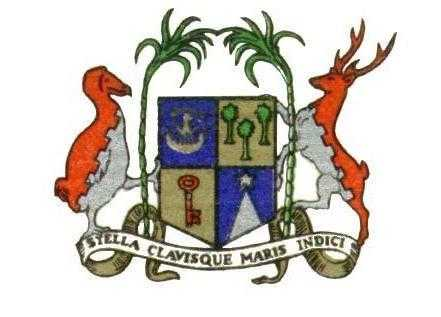 STELLA CLAVISQUE MARIS INDICI